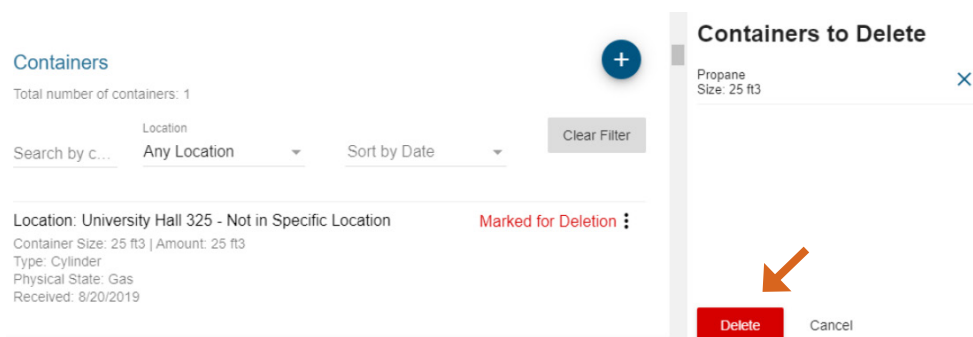 Containers
Total number of containers: 1
Location
Search by c... Any Location Sort by Date Clear Filter
Location: University Hall 325 - Not in Specific Location Marked for Deletion
Container Size: 25 ft3 | Amount: 25 ft3
Type: Cylinder
Physical State: Gas
Received: 8/20/2019
Containers to Delete
Propane
Size: 25 ft3
Delete Cancel